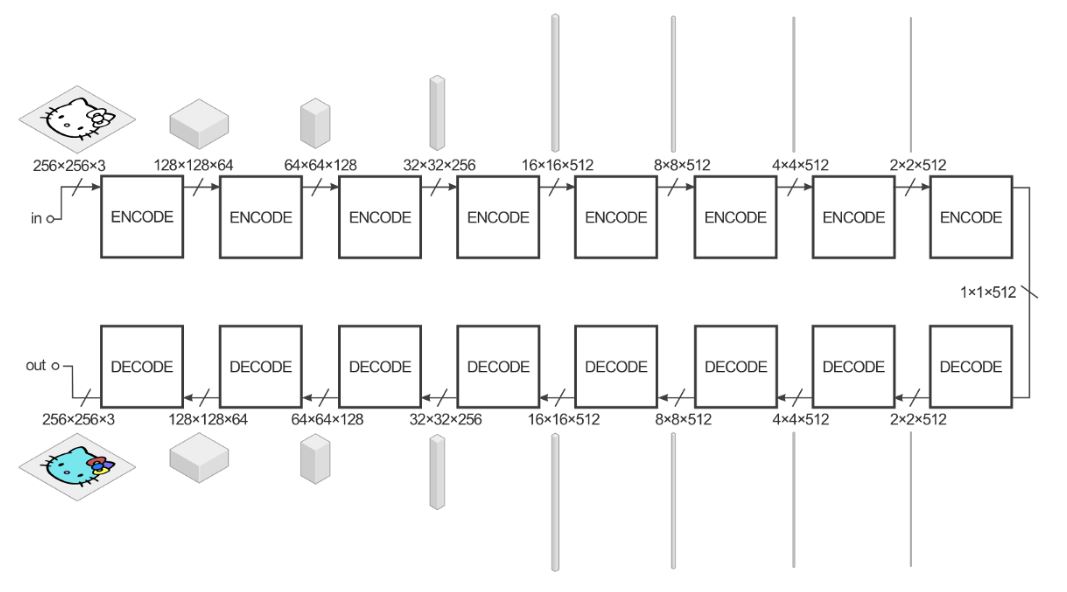 256×256×3 128×128×64 64×64×128 32×32×256 16×16×512 8×8×512 4×4×512 2×2×512
in ENCODE ENCODE ENCODE ENCODE ENCODE ENCODE ENCODE ENCODE
1×1×512
out DECODE DECODE DECODE DECODE DECODE DECODE DECODE DECODE
256×256×3 128×128×64 64×64×128 32×32×256 16×16×512 8×8×512 4×4×512 2×2×512